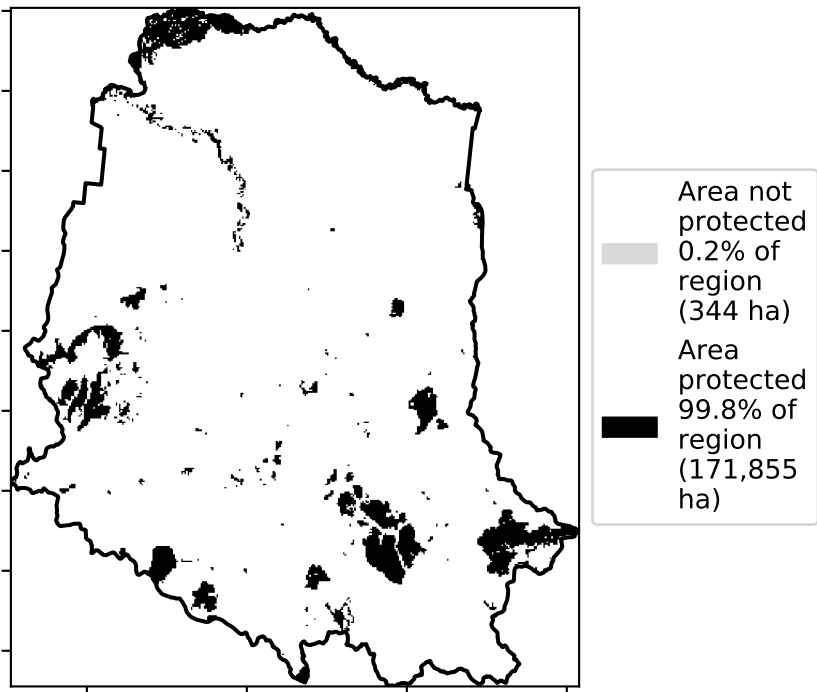 Area not
protected
0.2% of
region
(344 ha)
Area
protected
99.8% of
region
(171,855
ha)